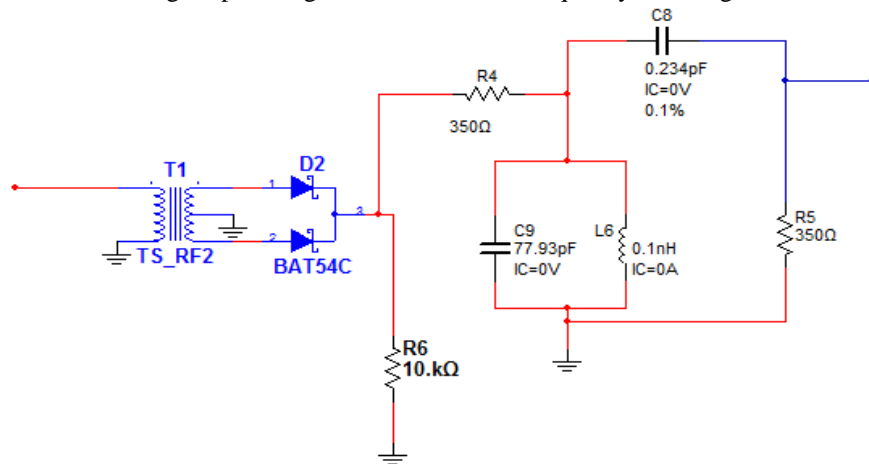 C8
0.234pF
IC=0V
0.1%
R4
350Ω
T1
TS_RF2
1
2
D2
3
BAT54C
C9
77.93pF
IC=0V
L6
0.1nH
IC=0A
R5
350Ω
R6
10.kΩ